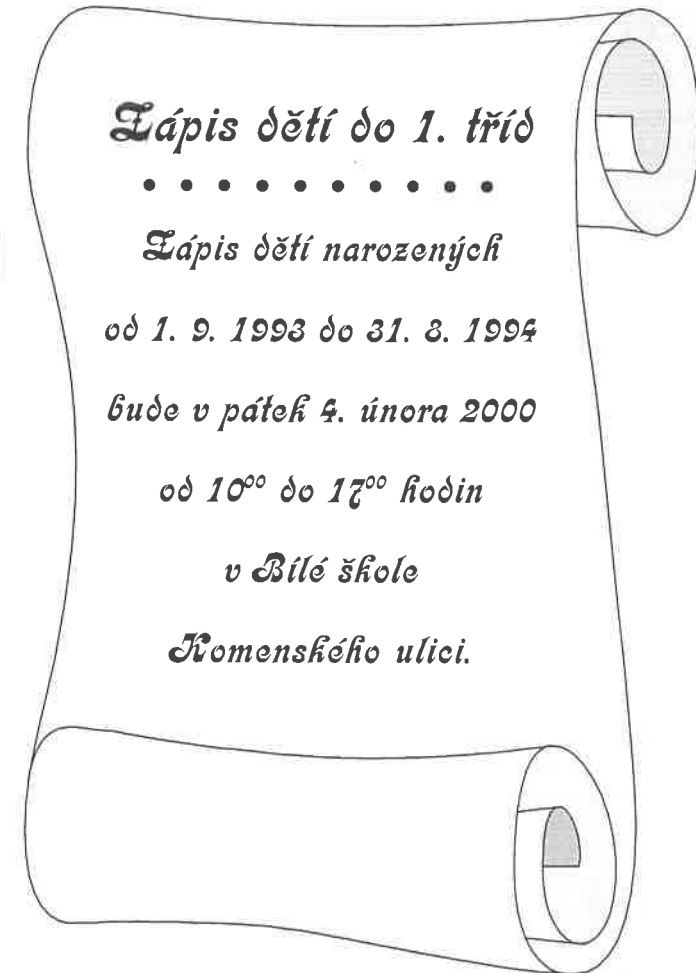 Zápis dětí do 1. tříd
• • • • • • • • • •
Zápis dětí narozených
od 1. 9. 1993 do 31. 8. 1994
bude v pátek 4. února 2000
od 10⁰⁰ do 17⁰⁰ hodin
v Bílé škole
Komenského ulici.